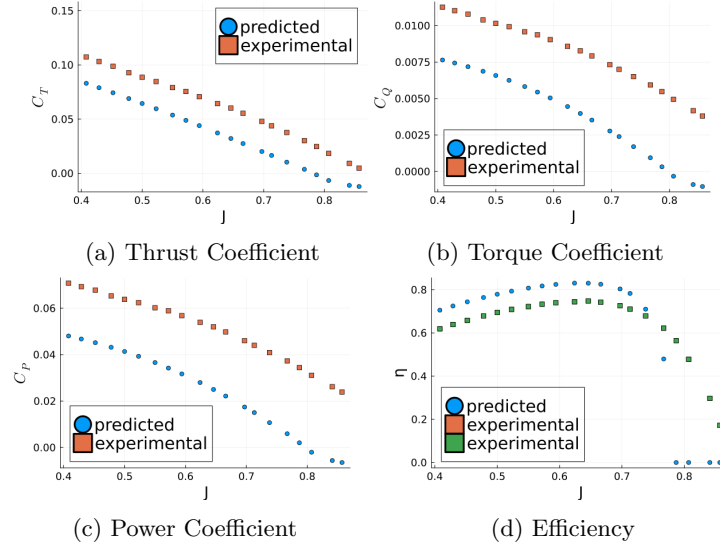 0.15
0.10
0.05
0.00
C_T
0.4 0.5 0.6 0.7 0.8
J
predicted
experimental
(a) Thrust Coefficient
0.0100
0.0075
0.0050
0.0025
0.0000
C_Q
0.4 0.5 0.6 0.7 0.8
J
predicted
experimental
(b) Torque Coefficient
0.06
0.04
0.02
0.00
C_P
0.4 0.5 0.6 0.7 0.8
J
predicted
experimental
(c) Power Coefficient
0.8
0.6
0.4
0.2
0.0
η
0.4 0.5 0.6 0.7 0.8
J
predicted
experimental
experimental
(d) Efficiency